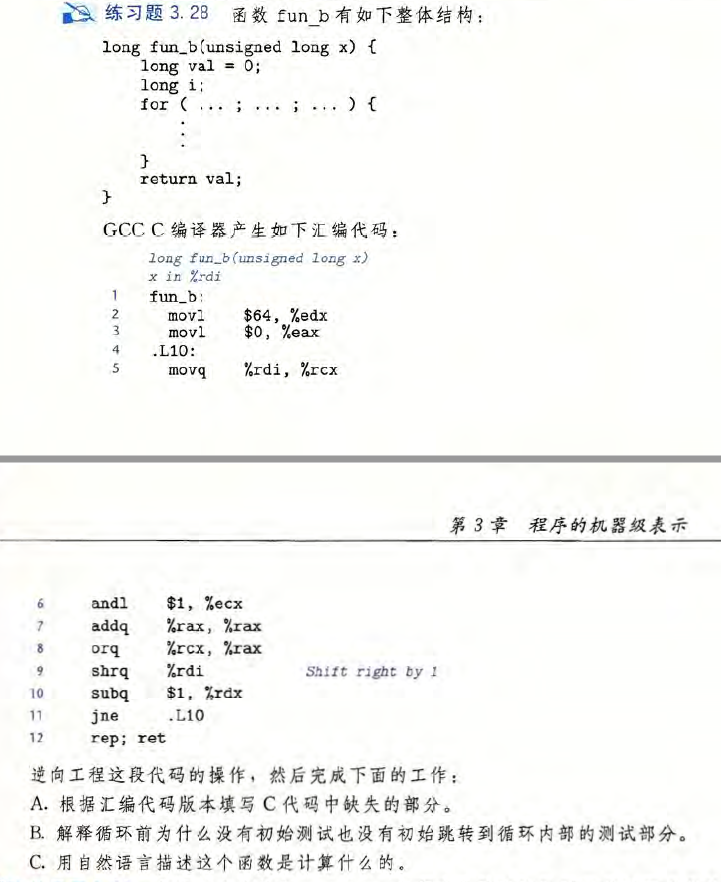 练习题 3.28 函数 fun_b 有如下整体结构：
long fun_b(unsigned long x) {
long val = 0;
long i;
for ( ... ; ... ; ... ) {
.
.
.
}
return val;
}
GCC C 编译器产生如下汇编代码：
long fun_b(unsigned long x)
x in %rdi
1 fun_b:
2 movl $64, %edx
3 movl $0, %eax
4 .L10:
5 movq %rdi, %rcx
第 3 章 程序的机器级表示
6 andl $1, %ecx
7 addq %rax, %rax
8 orq %rcx, %rax
9 shrq %rdi Shift right by 1
10 subq $1, %rdx
11 jne .L10
12 rep; ret
逆向工程这段代码的操作，然后完成下面的工作：
A. 根据汇编代码版本填写 C 代码中缺失的部分。
B. 解释循环前为什么没有初始测试也没有初始跳转到循环内部的测试部分。
C. 用自然语言描述这个函数是计算什么的。